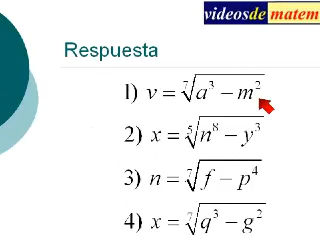 videosdematem
Respuesta
1) v = ⁷√(a³ − m²)
2) x = ⁵√(n⁸ − y³)
3) n = ⁷√(f − p⁴)
4) x = ⁷√(q³ − g²)